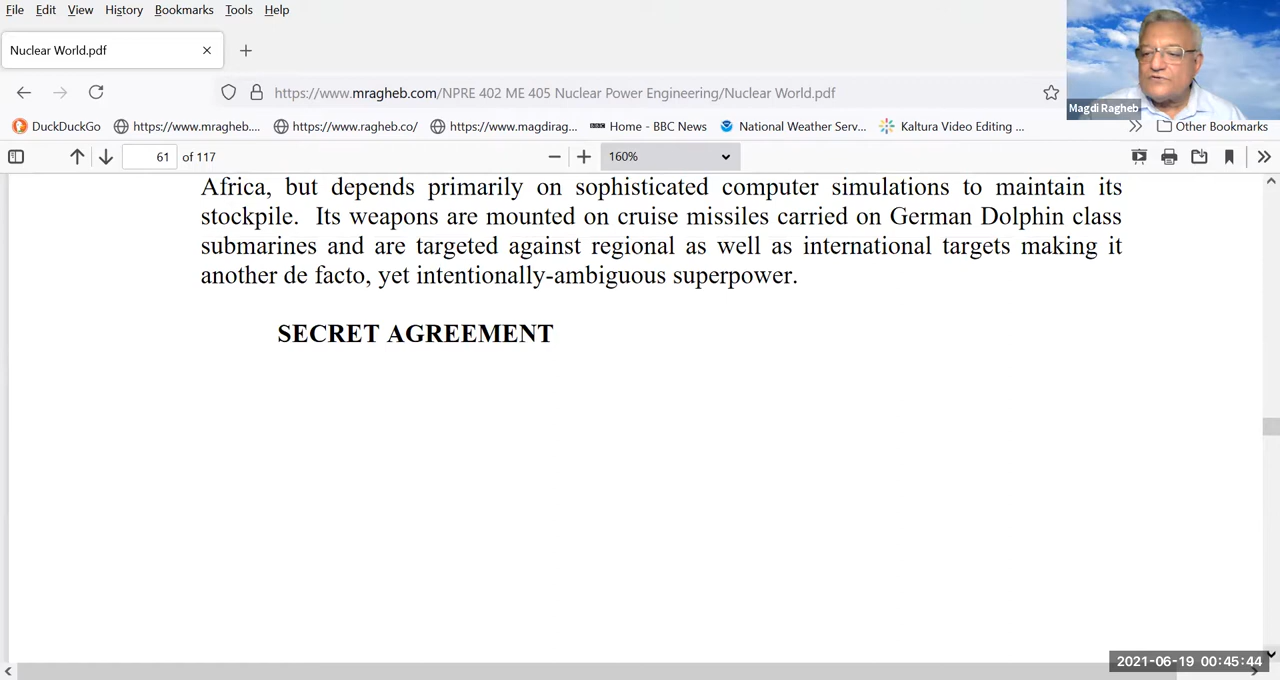 File Edit View History Bookmarks Tools Help
Nuclear World.pdf
https://www.mragheb.com/NPRE 402 ME 405 Nuclear Power Engineering/Nuclear World.pdf
Magdi Ragheb
DuckDuckGo https://www.mragheb.... https://www.ragheb.co/ https://www.magdirag... Home - BBC News National Weather Serv... Kaltura Video Editing ... Other Bookmarks
61 of 117 160%
Africa, but depends primarily on sophisticated computer simulations to maintain its
stockpile. Its weapons are mounted on cruise missiles carried on German Dolphin class
submarines and are targeted against regional as well as international targets making it
another de facto, yet intentionally-ambiguous superpower.
SECRET AGREEMENT
2021-06-19 00:45:44